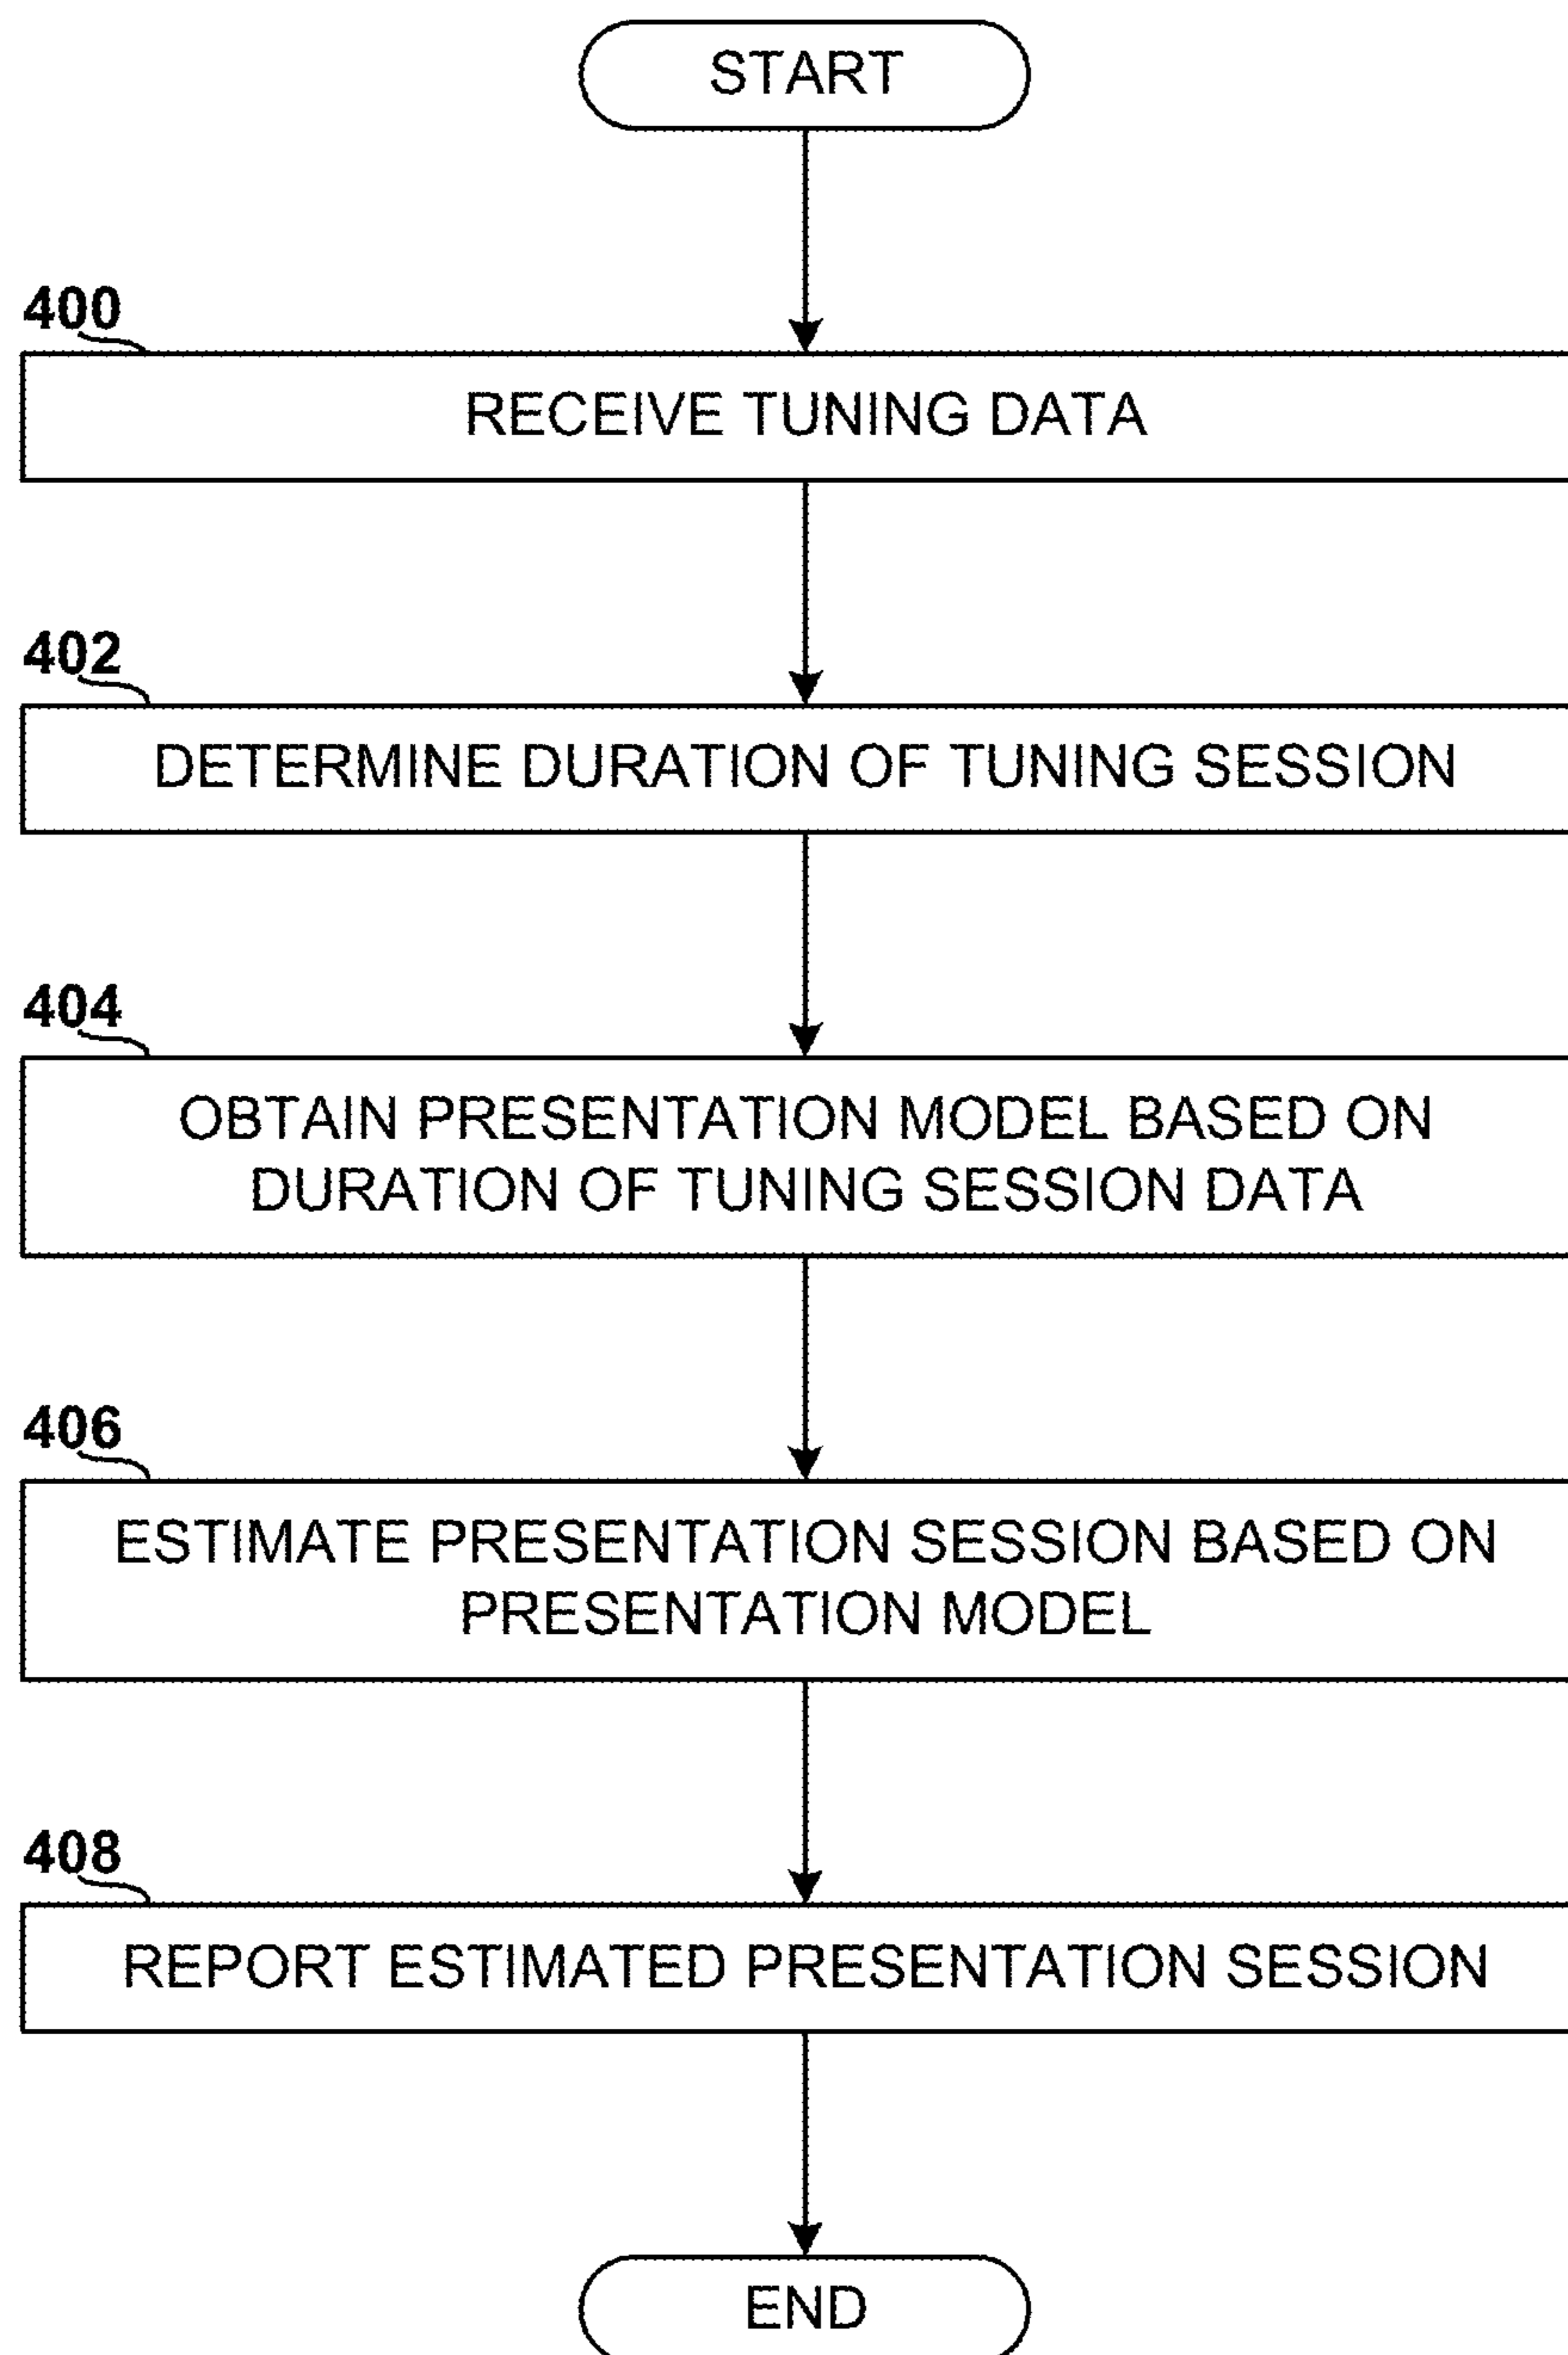 START
400
RECEIVE TUNING DATA
402
DETERMINE DURATION OF TUNING SESSION
404
OBTAIN PRESENTATION MODEL BASED ON
DURATION OF TUNING SESSION DATA
406
ESTIMATE PRESENTATION SESSION BASED ON
PRESENTATION MODEL
408
REPORT ESTIMATED PRESENTATION SESSION
END